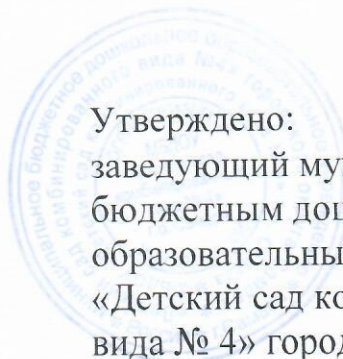 Утверждено:
заведующий му
бюджетным дош
образовательны
«Детский сад ко
вида № 4» город